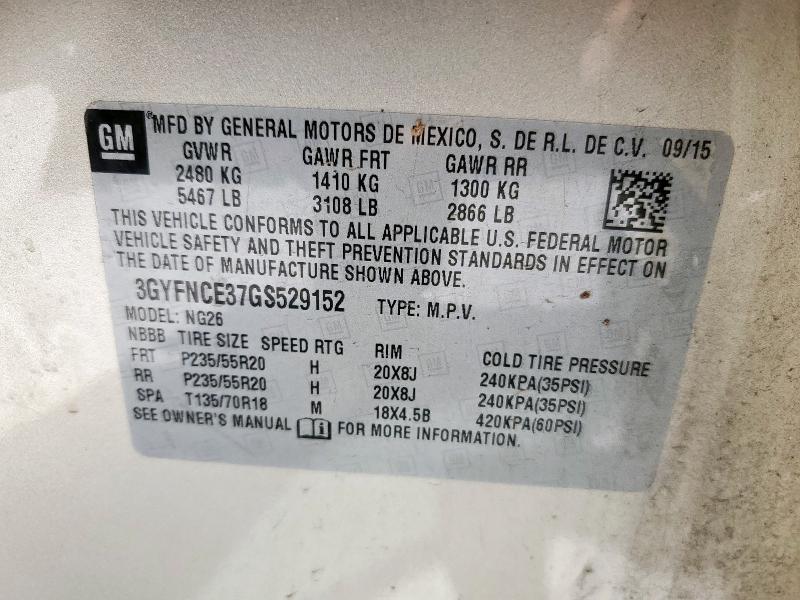 GM ®MFD BY GENERAL MOTORS DE MEXICO, S. DE R.L. DE C.V. 09/15
GVWR GAWR FRT GAWR RR
2480 KG 1410 KG 1300 KG
5467 LB 3108 LB 2866 LB
THIS VEHICLE CONFORMS TO ALL APPLICABLE U.S. FEDERAL MOTOR
VEHICLE SAFETY AND THEFT PREVENTION STANDARDS IN EFFECT ON
THE DATE OF MANUFACTURE SHOWN ABOVE.
3GYFNCE37GS529152 TYPE: M.P.V.
MODEL: NG26
NBBB TIRE SIZE SPEED RTG RIM COLD TIRE PRESSURE
FRT P235/55R20 H 20X8J 240KPA(35PSI)
RR P235/55R20 H 20X8J 240KPA(35PSI)
SPA T135/70R18 M 18X4.5B 420KPA(60PSI)
SEE OWNER'S MANUAL FOR MORE INFORMATION.